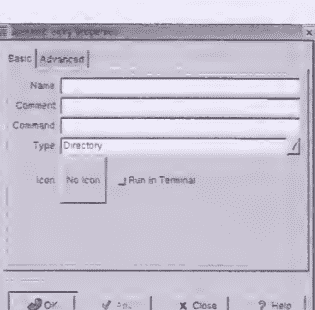 Basic Advanced
Name
Comment
Command
Type Directory
Icon No Icon Run in Terminal
OK Close ? Help